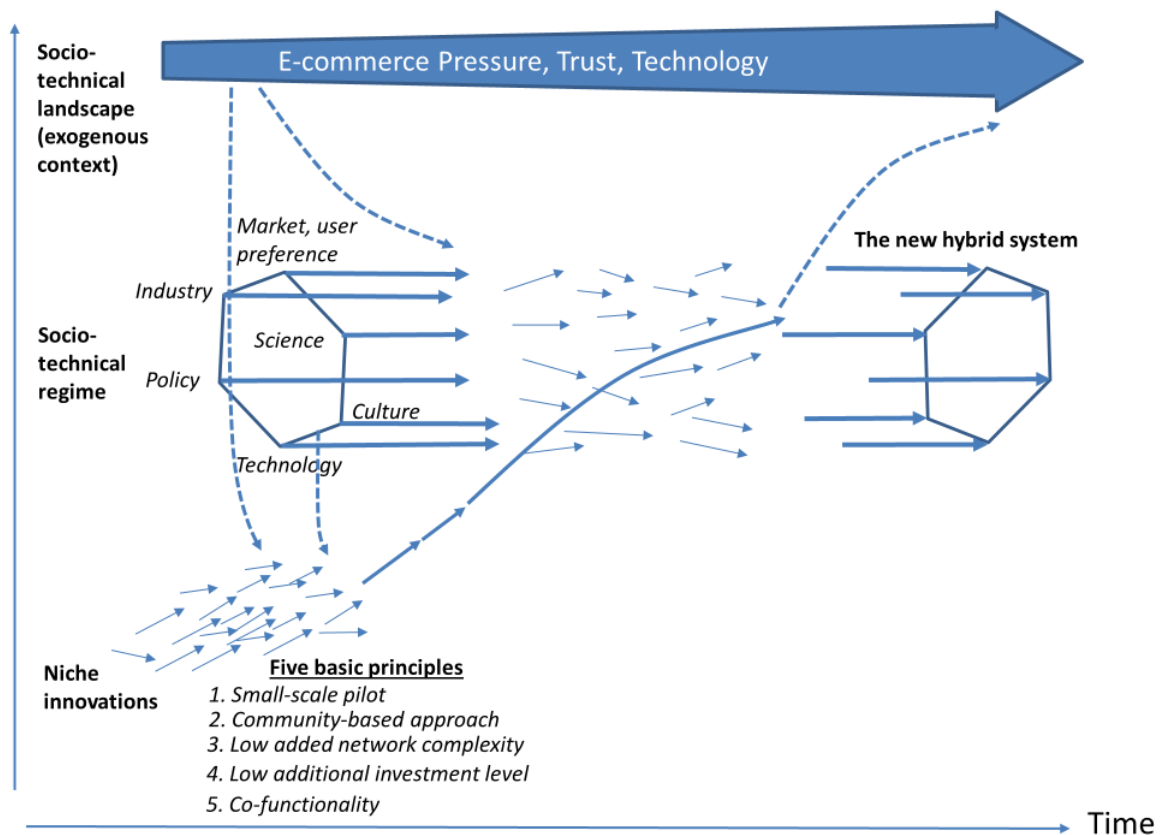 Socio-
technical
landscape
(exogenous
context)
E-commerce Pressure, Trust, Technology
Market, user
preference
Industry
Science
Socio-
technical
regime
Policy
Culture
Technology
The new hybrid system
Niche
innovations
Five basic principles
1. Small-scale pilot
2. Community-based approach
3. Low added network complexity
4. Low additional investment level
5. Co-functionality
Time